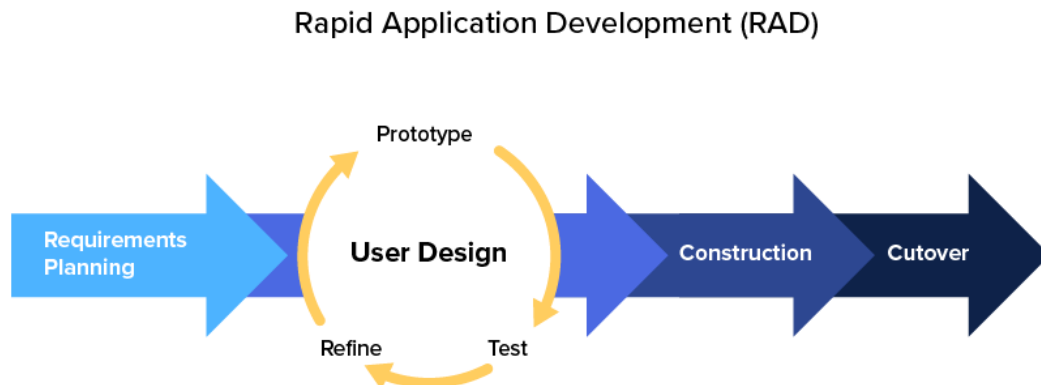 Rapid Application Development (RAD)
Prototype
Requirements
Planning
User Design
Construction
Cutover
Refine
Test